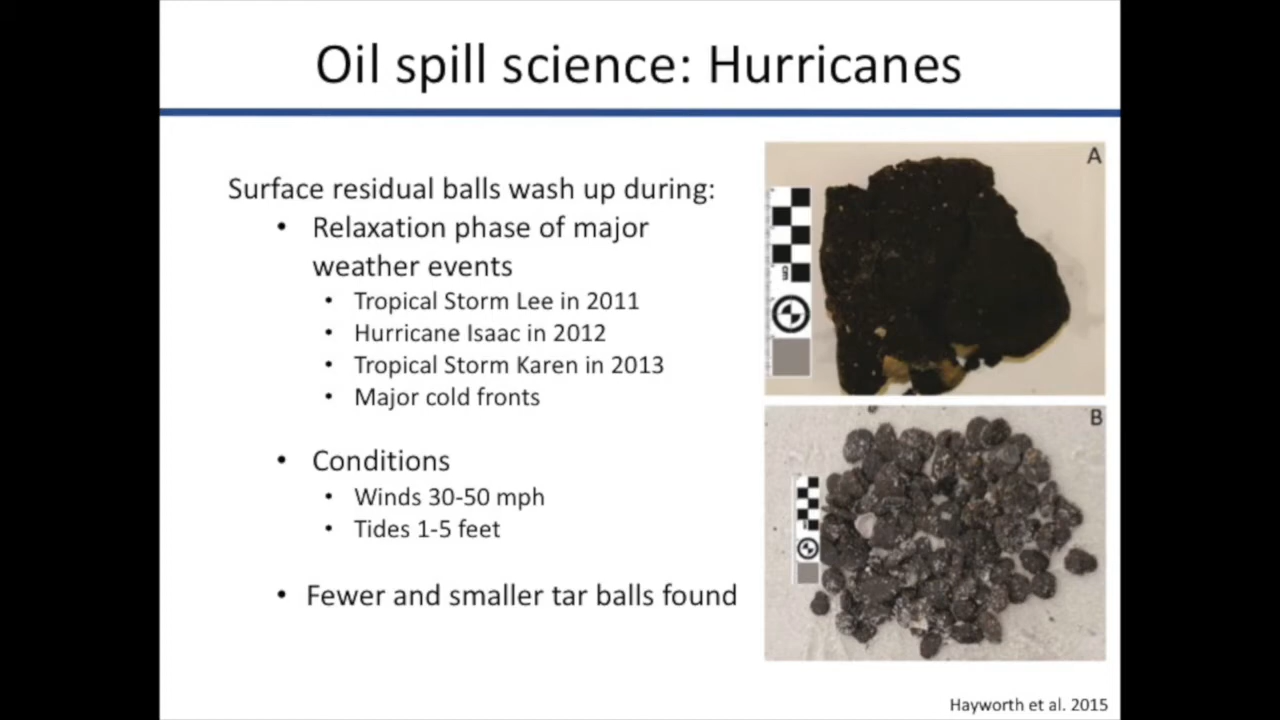 Oil spill science: Hurricanes
Surface residual balls wash up during:
• Relaxation phase of major
weather events
• Tropical Storm Lee in 2011
• Hurricane Isaac in 2012
• Tropical Storm Karen in 2013
• Major cold fronts
• Conditions
• Winds 30-50 mph
• Tides 1-5 feet
• Fewer and smaller tar balls found
A
cm
B
Hayworth et al. 2015